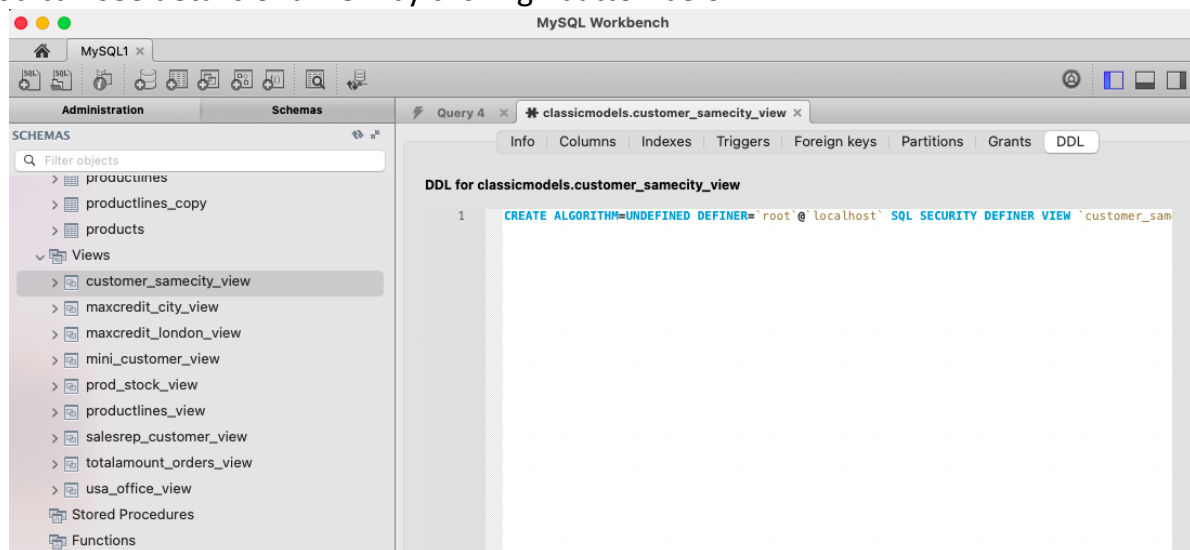 MySQL Workbench
MySQL1 ×
Administration Schemas
SCHEMAS
Filter objects
productlines
productlines_copy
products
Views
customer_samecity_view
maxcredit_city_view
maxcredit_london_view
mini_customer_view
prod_stock_view
productlines_view
salesrep_customer_view
totalamount_orders_view
usa_office_view
Stored Procedures
Functions
Query 4 × classicmodels.customer_samecity_view ×
Info Columns Indexes Triggers Foreign keys Partitions Grants DDL
DDL for classicmodels.customer_samecity_view
1 CREATE ALGORITHM=UNDEFINED DEFINER=`root`@`localhost` SQL SECURITY DEFINER VIEW `customer_sam